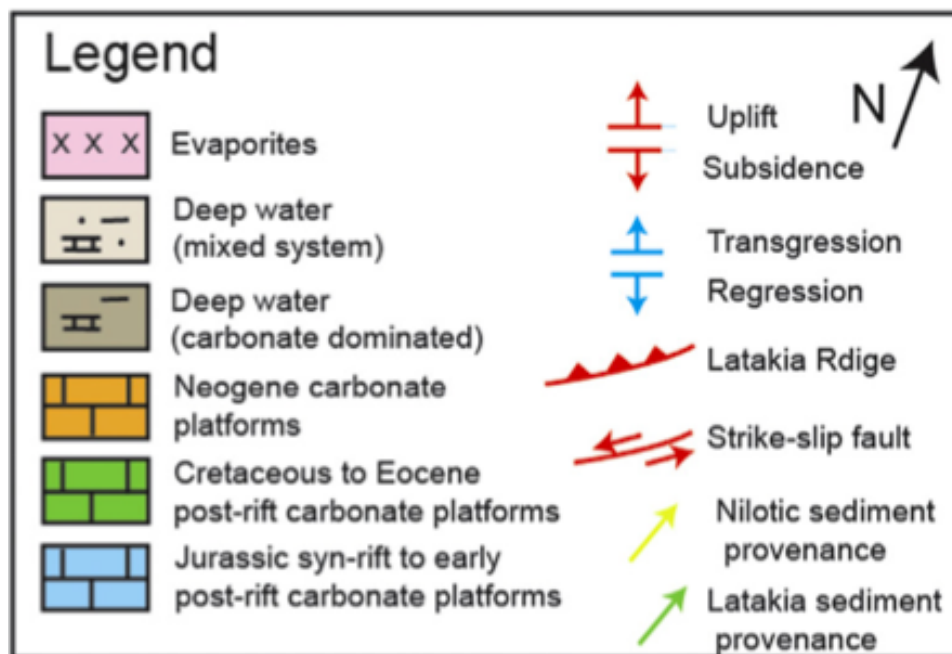 Legend
N
x x x
Evaporites
Deep water
(mixed system)
Deep water
(carbonate dominated)
Neogene carbonate
platforms
Cretaceous to Eocene
post-rift carbonate platforms
Jurassic syn-rift to early
post-rift carbonate platforms
Uplift
Subsidence
Transgression
Regression
Latakia Rdige
Strike-slip fault
Nilotic sediment
provenance
Latakia sediment
provenance